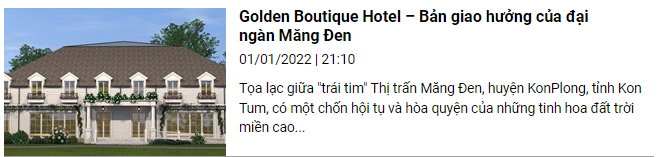 Golden Boutique Hotel – Bản giao hưởng của đại
ngàn Măng Đen
01/01/2022 | 21:10
Tọa lạc giữa "trái tim" Thị trấn Măng Đen, huyện KonPlong, tỉnh Kon
Tum, có một chốn hội tụ và hòa quyện của những tinh hoa đất trời
miền cao...